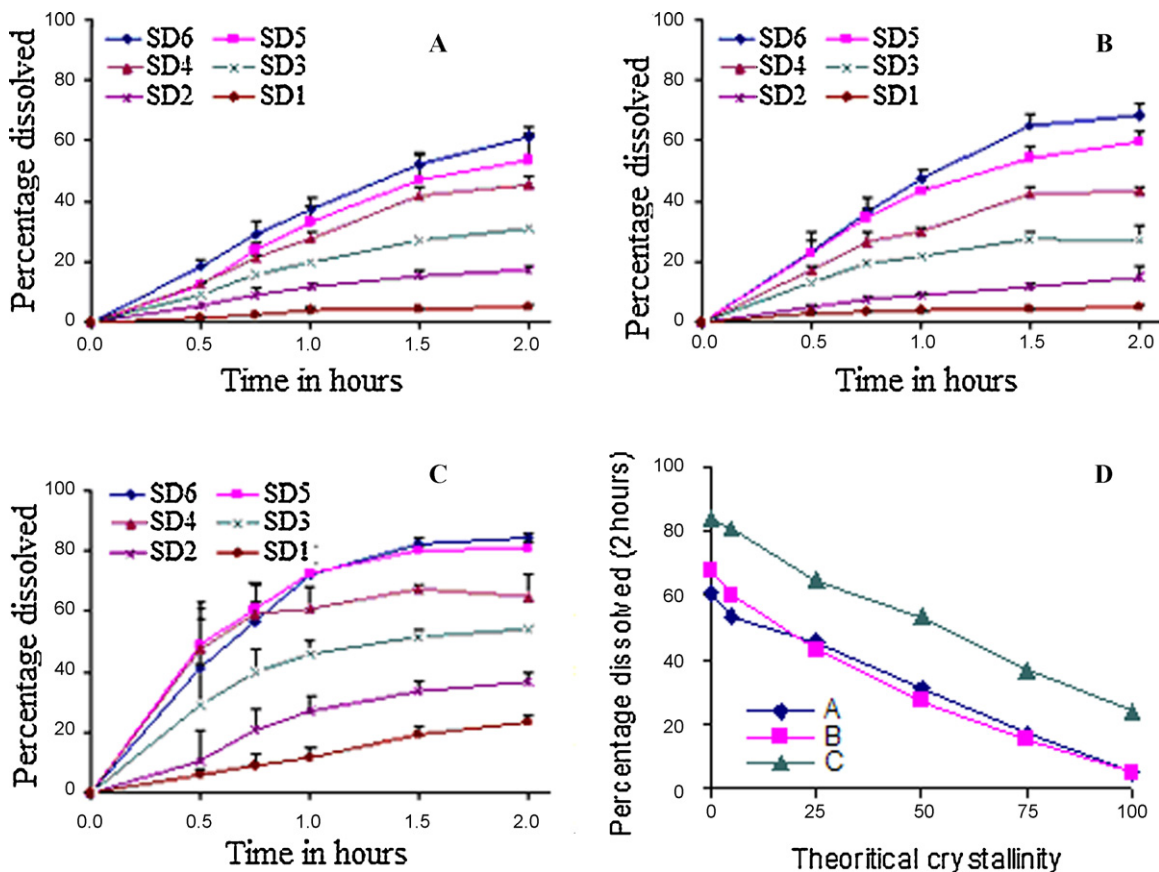 A
SD6 SD5
SD4 SD3
SD2 SD1
Percentage dissolved
100
80
60
40
20
0
0.0 0.5 1.0 1.5 2.0
Time in hours
B
SD6 SD5
SD4 SD3
SD2 SD1
Percentage dissolved
100
80
60
40
20
0
0.0 0.5 1.0 1.5 2.0
Time in hours
C
SD6 SD5
SD4 SD3
SD2 SD1
Percentage dissolved
100
80
60
40
20
0
0.0 0.5 1.0 1.5 2.0
Time in hours
D
Percentage dissolved (2 hours)
100
80
60
40
20
0
A
B
C
0 25 50 75 100
Theoritical crystallinity